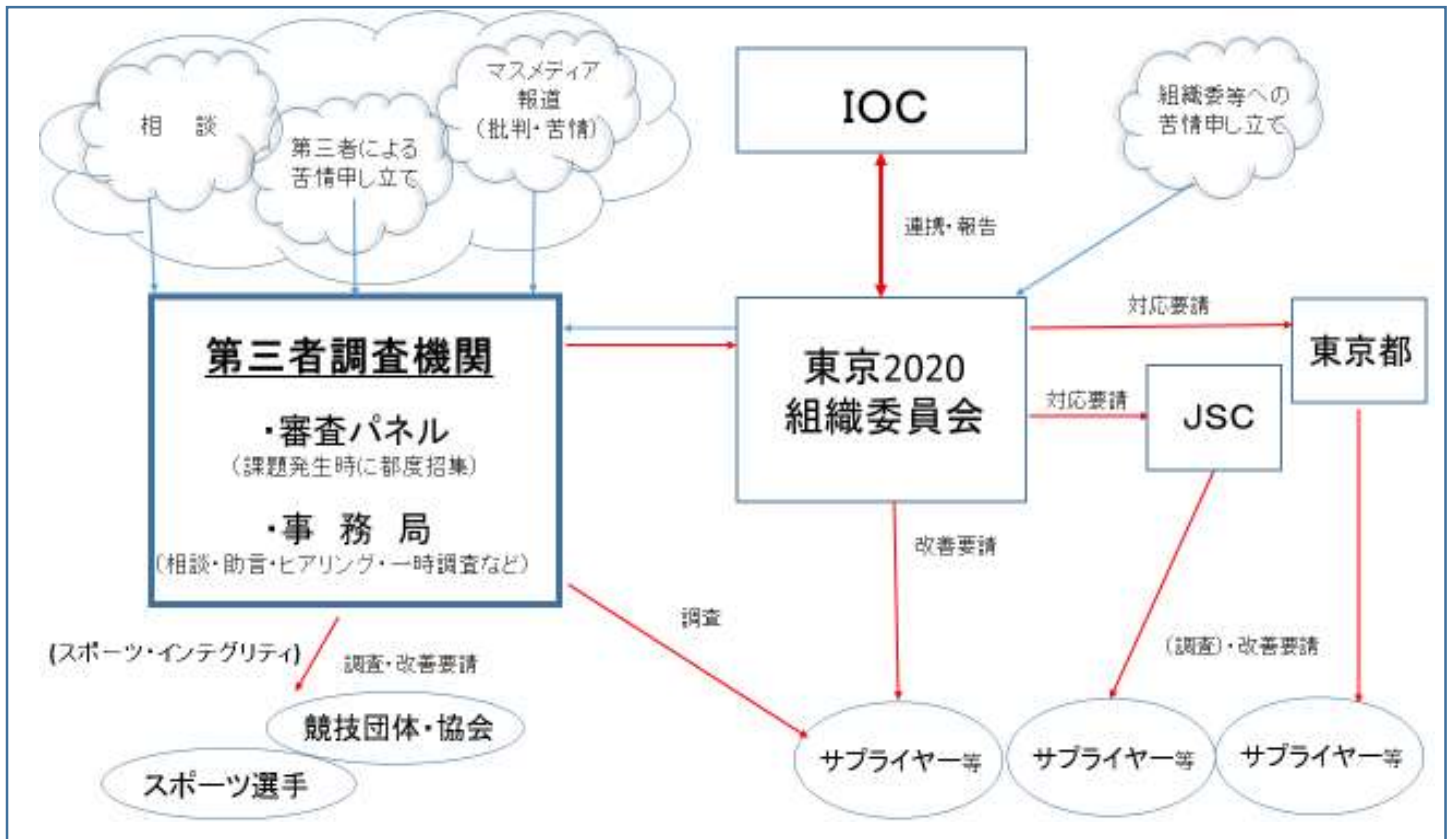 相　談
第三者による
苦情申し立て
マスメディア
報道
(批判・苦情)
IOC
組織委等への
苦情申し立て
連携・報告
第三者調査機関
・審査パネル
(課題発生時に都度招集)
・事　務　局
(相談・助言・ヒアリング・一時調査など)
東京2020
組織委員会
対応要請
東京都
対応要請
JSC
改善要請
調査
(スポーツ・インテグリティ)
調査・改善要請
(調査)・改善要請
競技団体・協会
スポーツ選手
サプライヤー等
サプライヤー等
サプライヤー等